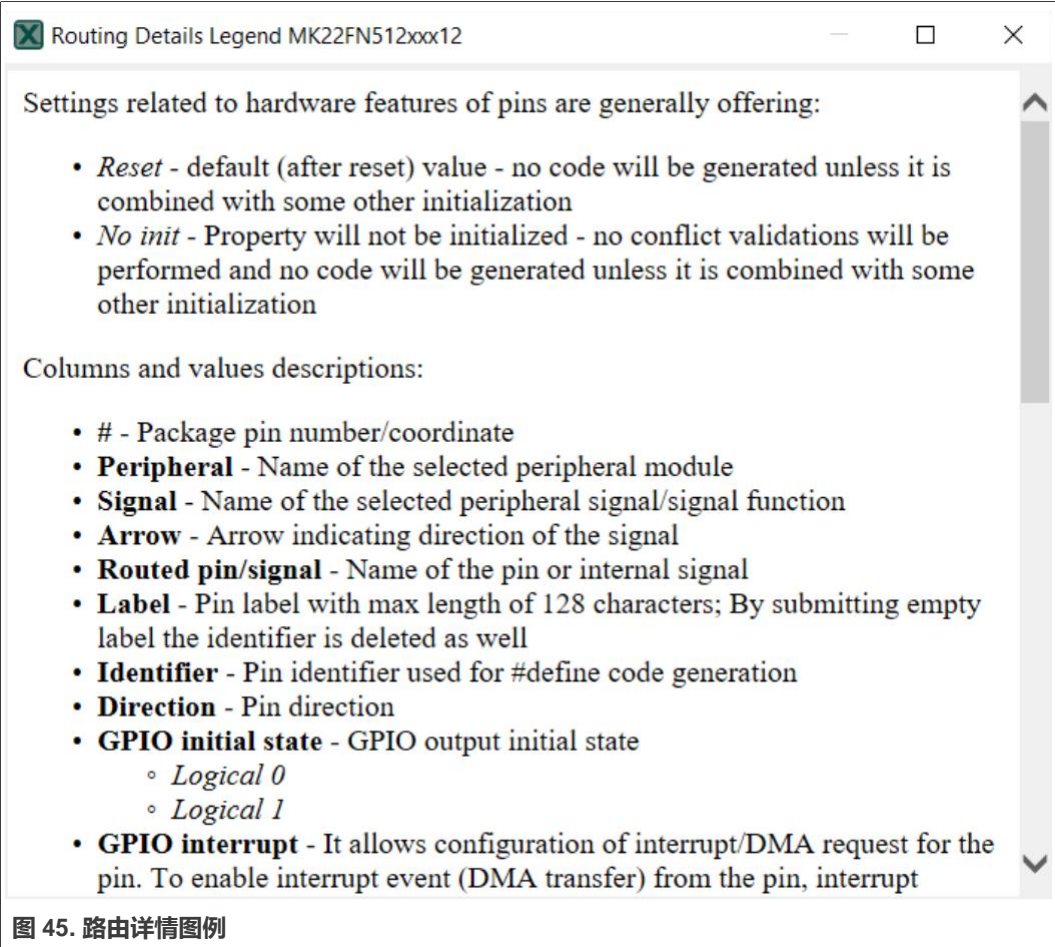 Routing Details Legend MK22FN512xxx12
Settings related to hardware features of pins are generally offering:
• Reset - default (after reset) value - no code will be generated unless it is
combined with some other initialization
• No init - Property will not be initialized - no conflict validations will be
performed and no code will be generated unless it is combined with some
other initialization
Columns and values descriptions:
• # - Package pin number/coordinate
• Peripheral - Name of the selected peripheral module
• Signal - Name of the selected peripheral signal/signal function
• Arrow - Arrow indicating direction of the signal
• Routed pin/signal - Name of the pin or internal signal
• Label - Pin label with max length of 128 characters; By submitting empty
label the identifier is deleted as well
• Identifier - Pin identifier used for #define code generation
• Direction - Pin direction
• GPIO initial state - GPIO output initial state
◦ Logical 0
◦ Logical 1
• GPIO interrupt - It allows configuration of interrupt/DMA request for the
pin. To enable interrupt event (DMA transfer) from the pin, interrupt
图 45. 路由详情图例